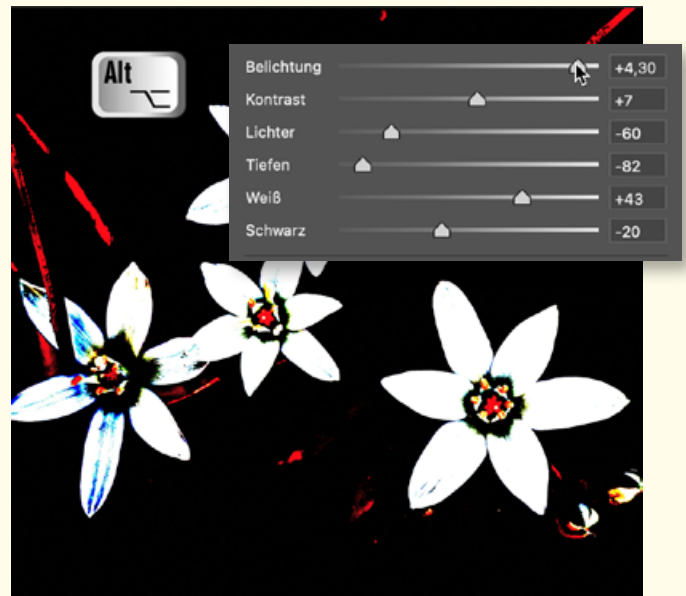 Alt
Belichtung +4,30
Kontrast +7
Lichter -60
Tiefen -82
Weiß +43
Schwarz -20